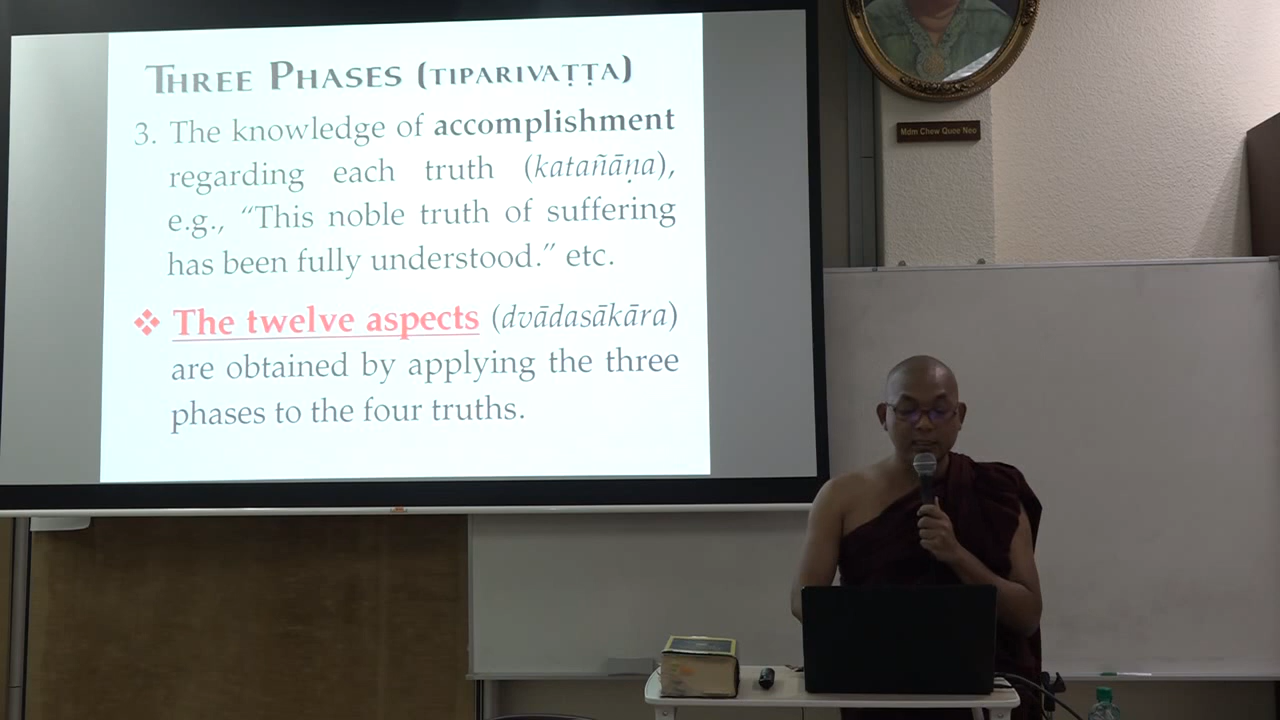 THREE PHASES (TIPARIVAṬṬA)
3. The knowledge of accomplishment
regarding each truth (katañāṇa),
e.g., “This noble truth of suffering
has been fully understood.” etc.
❖ The twelve aspects (dvādasākāra)
are obtained by applying the three
phases to the four truths.
Mdm Chew Quee Neo